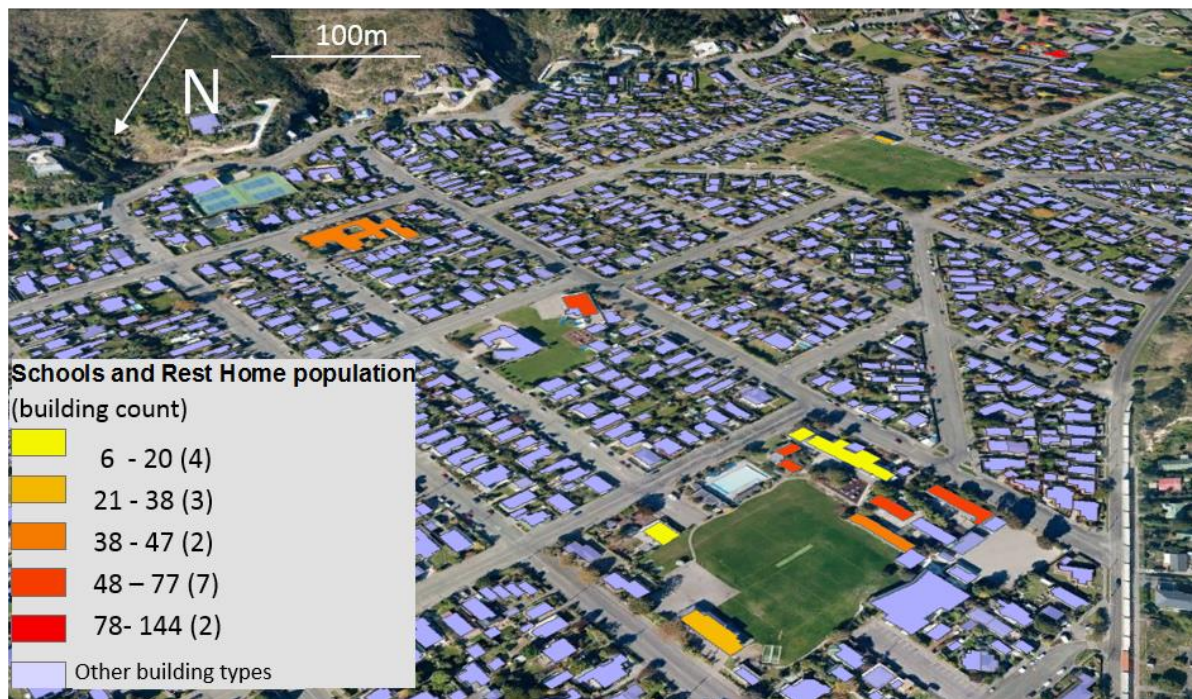 100m
N
Schools and Rest Home population
(building count)
6 - 20 (4)
21 - 38 (3)
38 - 47 (2)
48 – 77 (7)
78- 144 (2)
Other building types